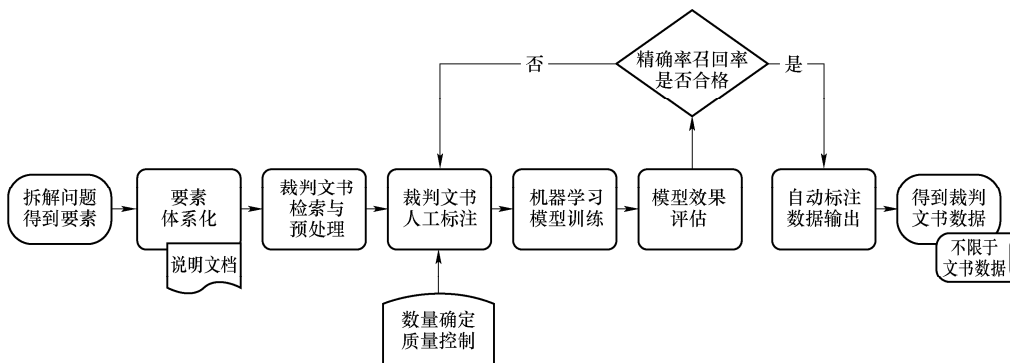 精确率召回率
是否合格
否
是
拆解问题
得到要素
要素
体系化
说明文档
裁判文书
检索与
预处理
裁判文书
人工标注
数量确定
质量控制
机器学习
模型训练
模型效果
评估
自动标注
数据输出
得到裁判
文书数据
不限于
文书数据